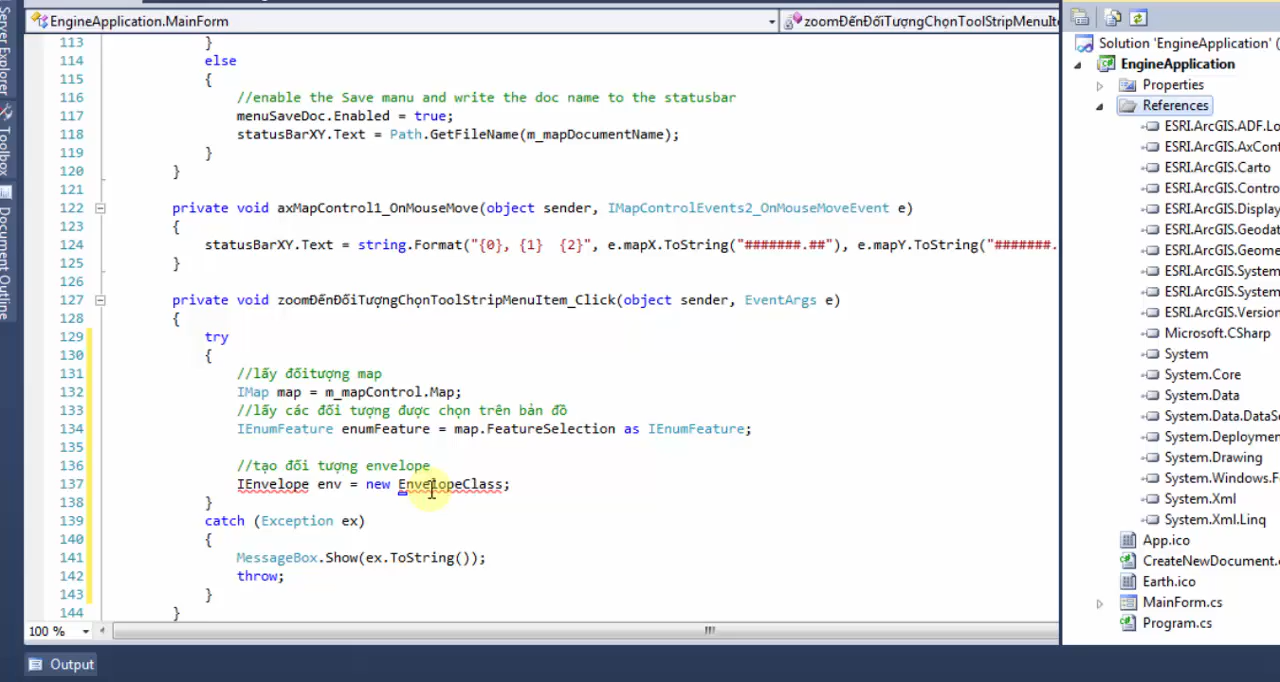 EngineApplication.MainForm
zoomĐếnĐốiTượngChọnToolStripMenuIte
113 }
114 else
115 {
116 //enable the Save manu and write the doc name to the statusbar
117 menuSaveDoc.Enabled = true;
118 statusBarXY.Text = Path.GetFileName(m_mapDocumentName);
119 }
120 }
121
122 private void axMapControl1_OnMouseMove(object sender, IMapControlEvents2_OnMouseMoveEvent e)
123 {
124 statusBarXY.Text = string.Format("{0}, {1}  {2}", e.mapX.ToString("#######.##"), e.mapY.ToString("#######.
125 }
126
127 private void zoomĐếnĐốiTượngChọnToolStripMenuItem_Click(object sender, EventArgs e)
128 {
129 try
130 {
131 //lấy đốitượng map
132 IMap map = m_mapControl.Map;
133 //lấy các đối tượng được chọn trên bản đồ
134 IEnumFeature enumFeature = map.FeatureSelection as IEnumFeature;
135
136 //tạo đối tượng envelope
137 IEnvelope env = new EnvelopeClass;
138 }
139 catch (Exception ex)
140 {
141 MessageBox.Show(ex.ToString());
142 throw;
143 }
144 }
100 %
Output
Server Explorer
Toolbox
Document Outline
Solution 'EngineApplication' (
EngineApplication
Properties
References
ESRI.ArcGIS.ADF.Lo
ESRI.ArcGIS.AxCont
ESRI.ArcGIS.Carto
ESRI.ArcGIS.Contro
ESRI.ArcGIS.Display
ESRI.ArcGIS.Geodat
ESRI.ArcGIS.Geome
ESRI.ArcGIS.System
ESRI.ArcGIS.System
ESRI.ArcGIS.Version
Microsoft.CSharp
System
System.Core
System.Data
System.Data.DataSe
System.Deploymen
System.Drawing
System.Windows.F
System.Xml
System.Xml.Linq
App.ico
CreateNewDocument.
Earth.ico
MainForm.cs
Program.cs